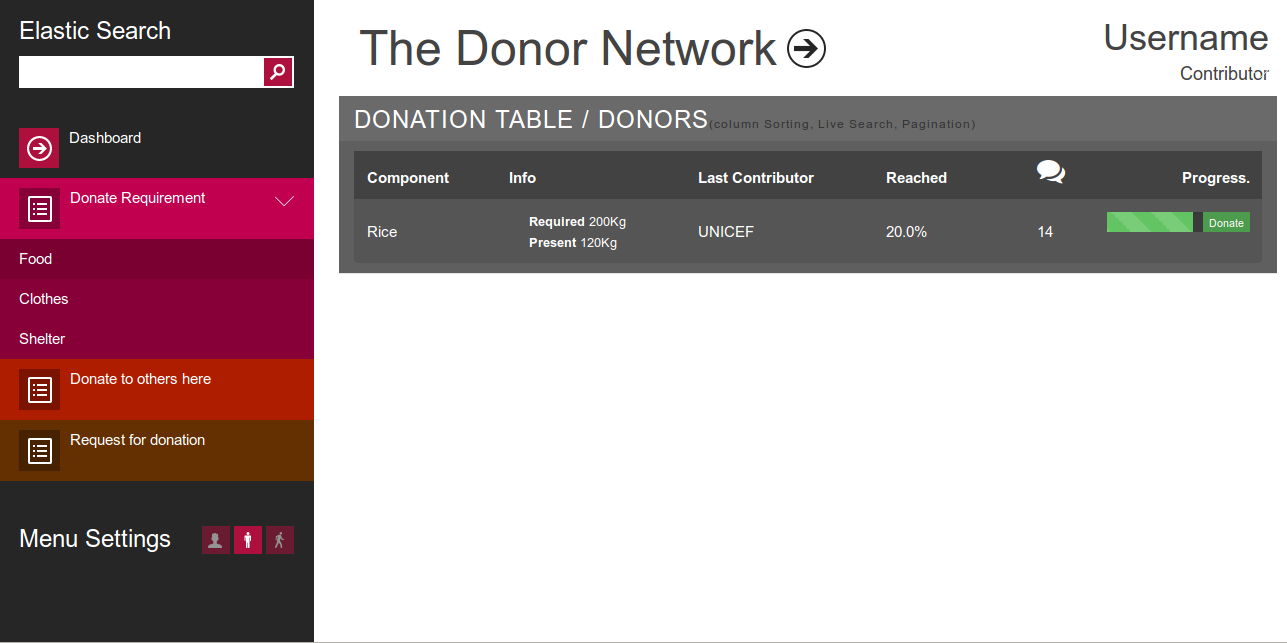 Elastic Search
Dashboard
Donate Requirement
Food
Clothes
Shelter
Donate to others here
Request for donation
Menu Settings
The Donor Network
Username
Contributor
DONATION TABLE / DONORS(column Sorting, Live Search, Pagination)
Component Info Last Contributor Reached Progress.
Rice Required 200Kg UNICEF 20.0% 14 Donate
Present 120Kg